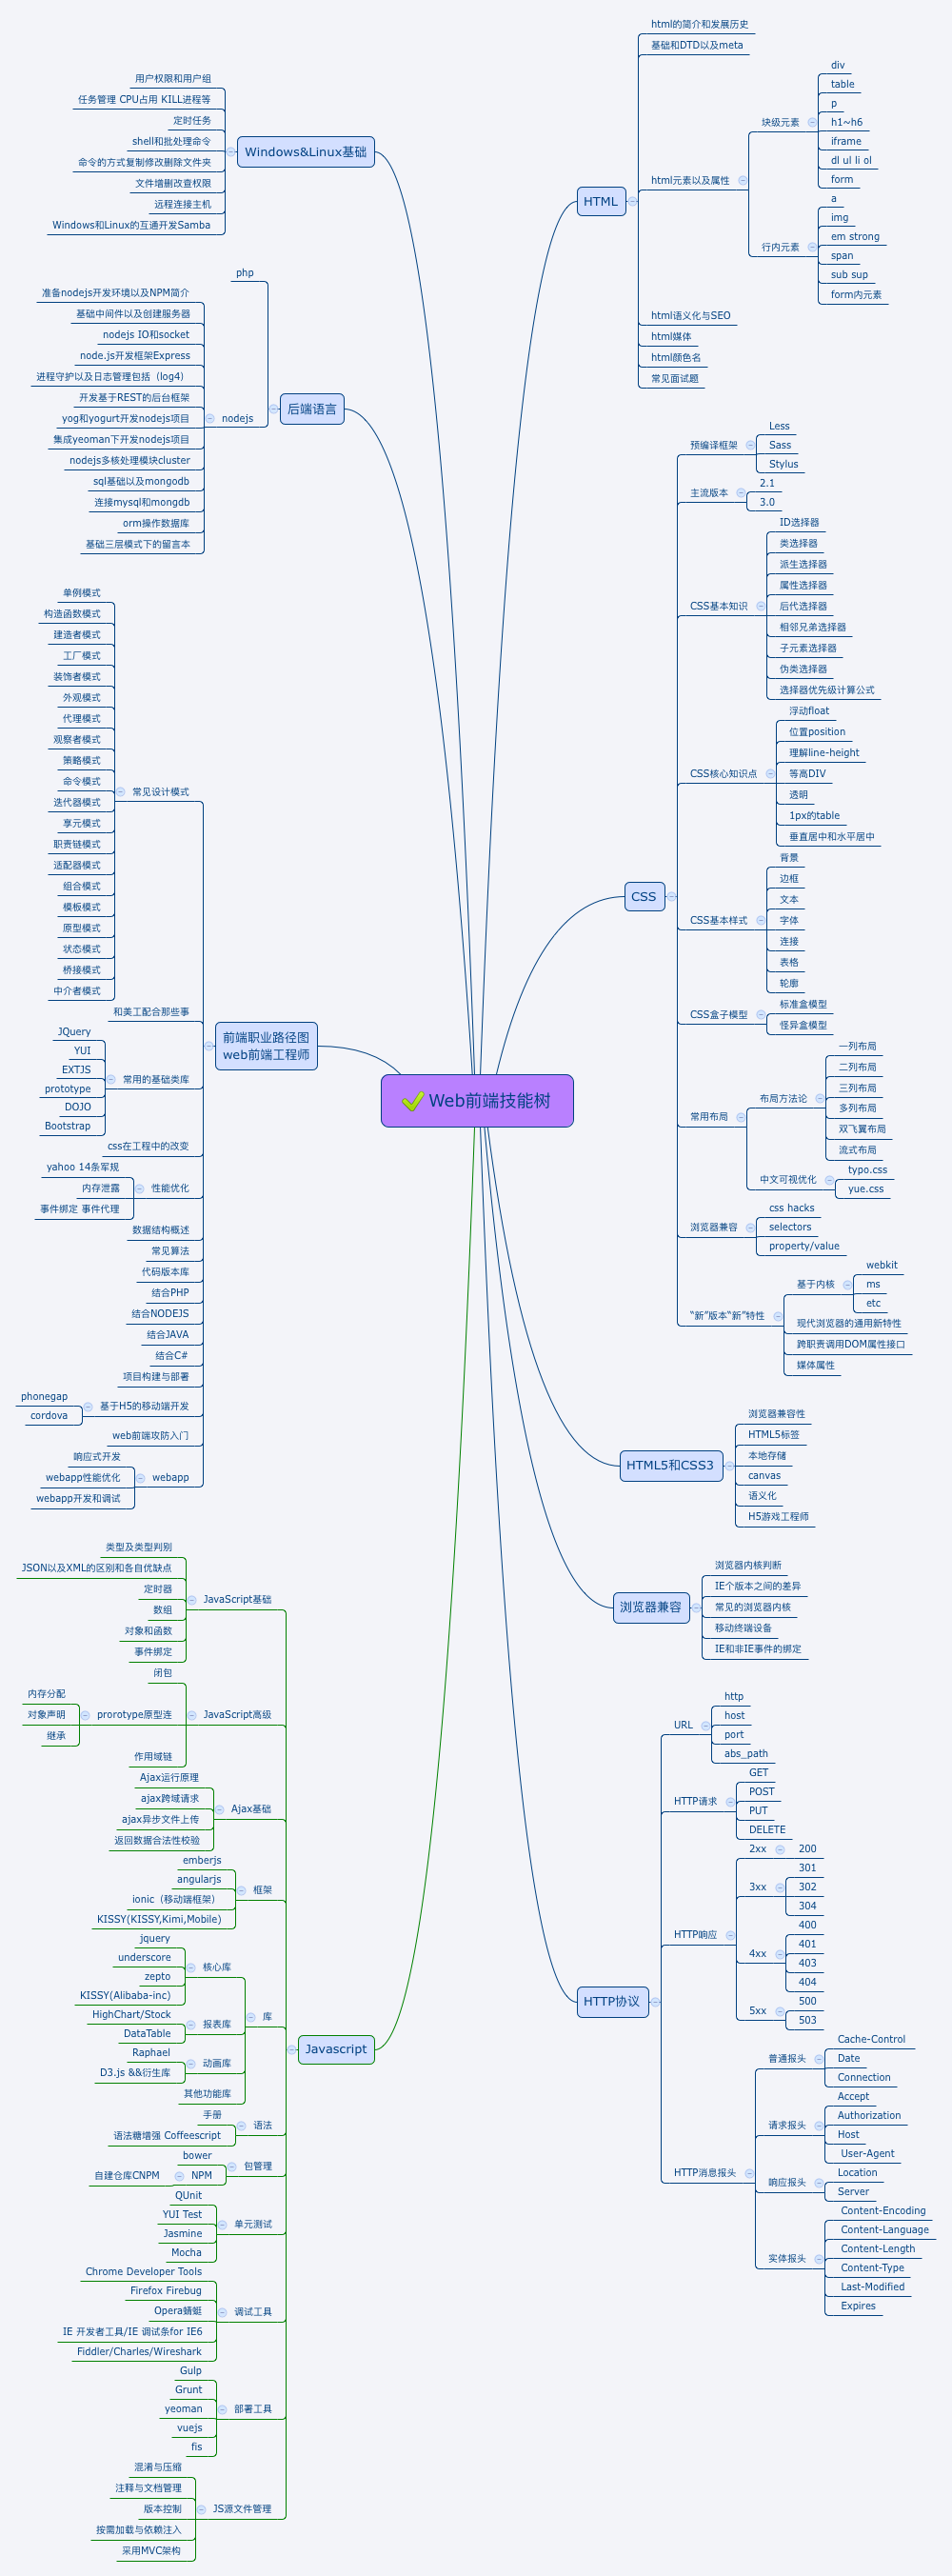 Web前端技能树
Windows&Linux基础
用户权限和用户组
任务管理 CPU占用 KILL进程等
定时任务
shell和批处理命令
命令的方式复制修改删除文件夹
文件增删改查权限
远程连接主机
Windows和Linux的互通开发Samba
后端语言
php
nodejs
准备nodejs开发环境以及NPM简介
基础中间件以及创建服务器
nodejs IO和socket
node.js开发框架Express
进程守护以及日志管理包括（log4）
开发基于REST的后台框架
yog和yogurt开发nodejs项目
集成yeoman下开发nodejs项目
nodejs多核处理模块cluster
sql基础以及mongodb
连接mysql和mongdb
orm操作数据库
基础三层模式下的留言本
前端职业路径图
web前端工程师
常见设计模式
单例模式
构造函数模式
建造者模式
工厂模式
装饰者模式
外观模式
代理模式
观察者模式
策略模式
命令模式
迭代器模式
享元模式
职责链模式
适配器模式
组合模式
模板模式
原型模式
状态模式
桥接模式
中介者模式
和美工配合那些事
常用的基础类库
JQuery
YUI
EXTJS
prototype
DOJO
Bootstrap
css在工程中的改变
性能优化
yahoo 14条军规
内存泄露
事件绑定 事件代理
数据结构概述
常见算法
代码版本库
结合PHP
结合NODEJS
结合JAVA
结合C#
项目构建与部署
基于H5的移动端开发
phonegap
cordova
web前端攻防入门
webapp
响应式开发
webapp性能优化
webapp开发和调试
Javascript
JavaScript基础
类型及类型判别
JSON以及XML的区别和各自优缺点
定时器
数组
对象和函数
事件绑定
JavaScript高级
闭包
prorotype原型连
内存分配
对象声明
继承
作用域链
Ajax基础
Ajax运行原理
ajax跨域请求
ajax异步文件上传
返回数据合法性校验
框架
emberjs
angularjs
ionic（移动端框架）
KISSY(KISSY,Kimi,Mobile)
库
核心库
jquery
underscore
zepto
KISSY(Alibaba-inc)
报表库
HighChart/Stock
DataTable
动画库
Raphael
D3.js &&衍生库
其他功能库
语法
手册
语法糖增强 Coffeescript
包管理
bower
NPM
自建仓库CNPM
单元测试
QUnit
YUI Test
Jasmine
Mocha
调试工具
Chrome Developer Tools
Firefox Firebug
Opera蜻蜓
IE 开发者工具/IE 调试条for IE6
Fiddler/Charles/Wireshark
部署工具
Gulp
Grunt
yeoman
vuejs
fis
JS源文件管理
混淆与压缩
注释与文档管理
版本控制
按需加载与依赖注入
采用MVC架构
HTML
html的简介和发展历史
基础和DTD以及meta
html元素以及属性
块级元素
div
table
p
h1~h6
iframe
dl ul li ol
form
行内元素
a
img
em strong
span
sub sup
form内元素
html语义化与SEO
html媒体
html颜色名
常见面试题
CSS
预编译框架
Less
Sass
Stylus
主流版本
2.1
3.0
CSS基本知识
ID选择器
类选择器
派生选择器
属性选择器
后代选择器
相邻兄弟选择器
子元素选择器
伪类选择器
选择器优先级计算公式
CSS核心知识点
浮动float
位置position
理解line-height
等高DIV
透明
1px的table
垂直居中和水平居中
CSS基本样式
背景
边框
文本
字体
连接
表格
轮廓
CSS盒子模型
标准盒模型
怪异盒模型
常用布局
布局方法论
一列布局
二列布局
三列布局
多列布局
双飞翼布局
流式布局
中文可视优化
typo.css
yue.css
浏览器兼容
css hacks
selectors
property/value
“新”版本“新”特性
基于内核
webkit
ms
etc
现代浏览器的通用新特性
跨职责调用DOM属性接口
媒体属性
HTML5和CSS3
浏览器兼容性
HTML5标签
本地存储
canvas
语义化
H5游戏工程师
浏览器兼容
浏览器内核判断
IE个版本之间的差异
常见的浏览器内核
移动终端设备
IE和非IE事件的绑定
HTTP协议
URL
http
host
port
abs_path
HTTP请求
GET
POST
PUT
DELETE
HTTP响应
2xx
200
3xx
301
302
304
4xx
400
401
403
404
5xx
500
503
HTTP消息报头
普通报头
Cache-Control
Date
Connection
请求报头
Accept
Authorization
Host
User-Agent
响应报头
Location
Server
实体报头
Content-Encoding
Content-Language
Content-Length
Content-Type
Last-Modified
Expires